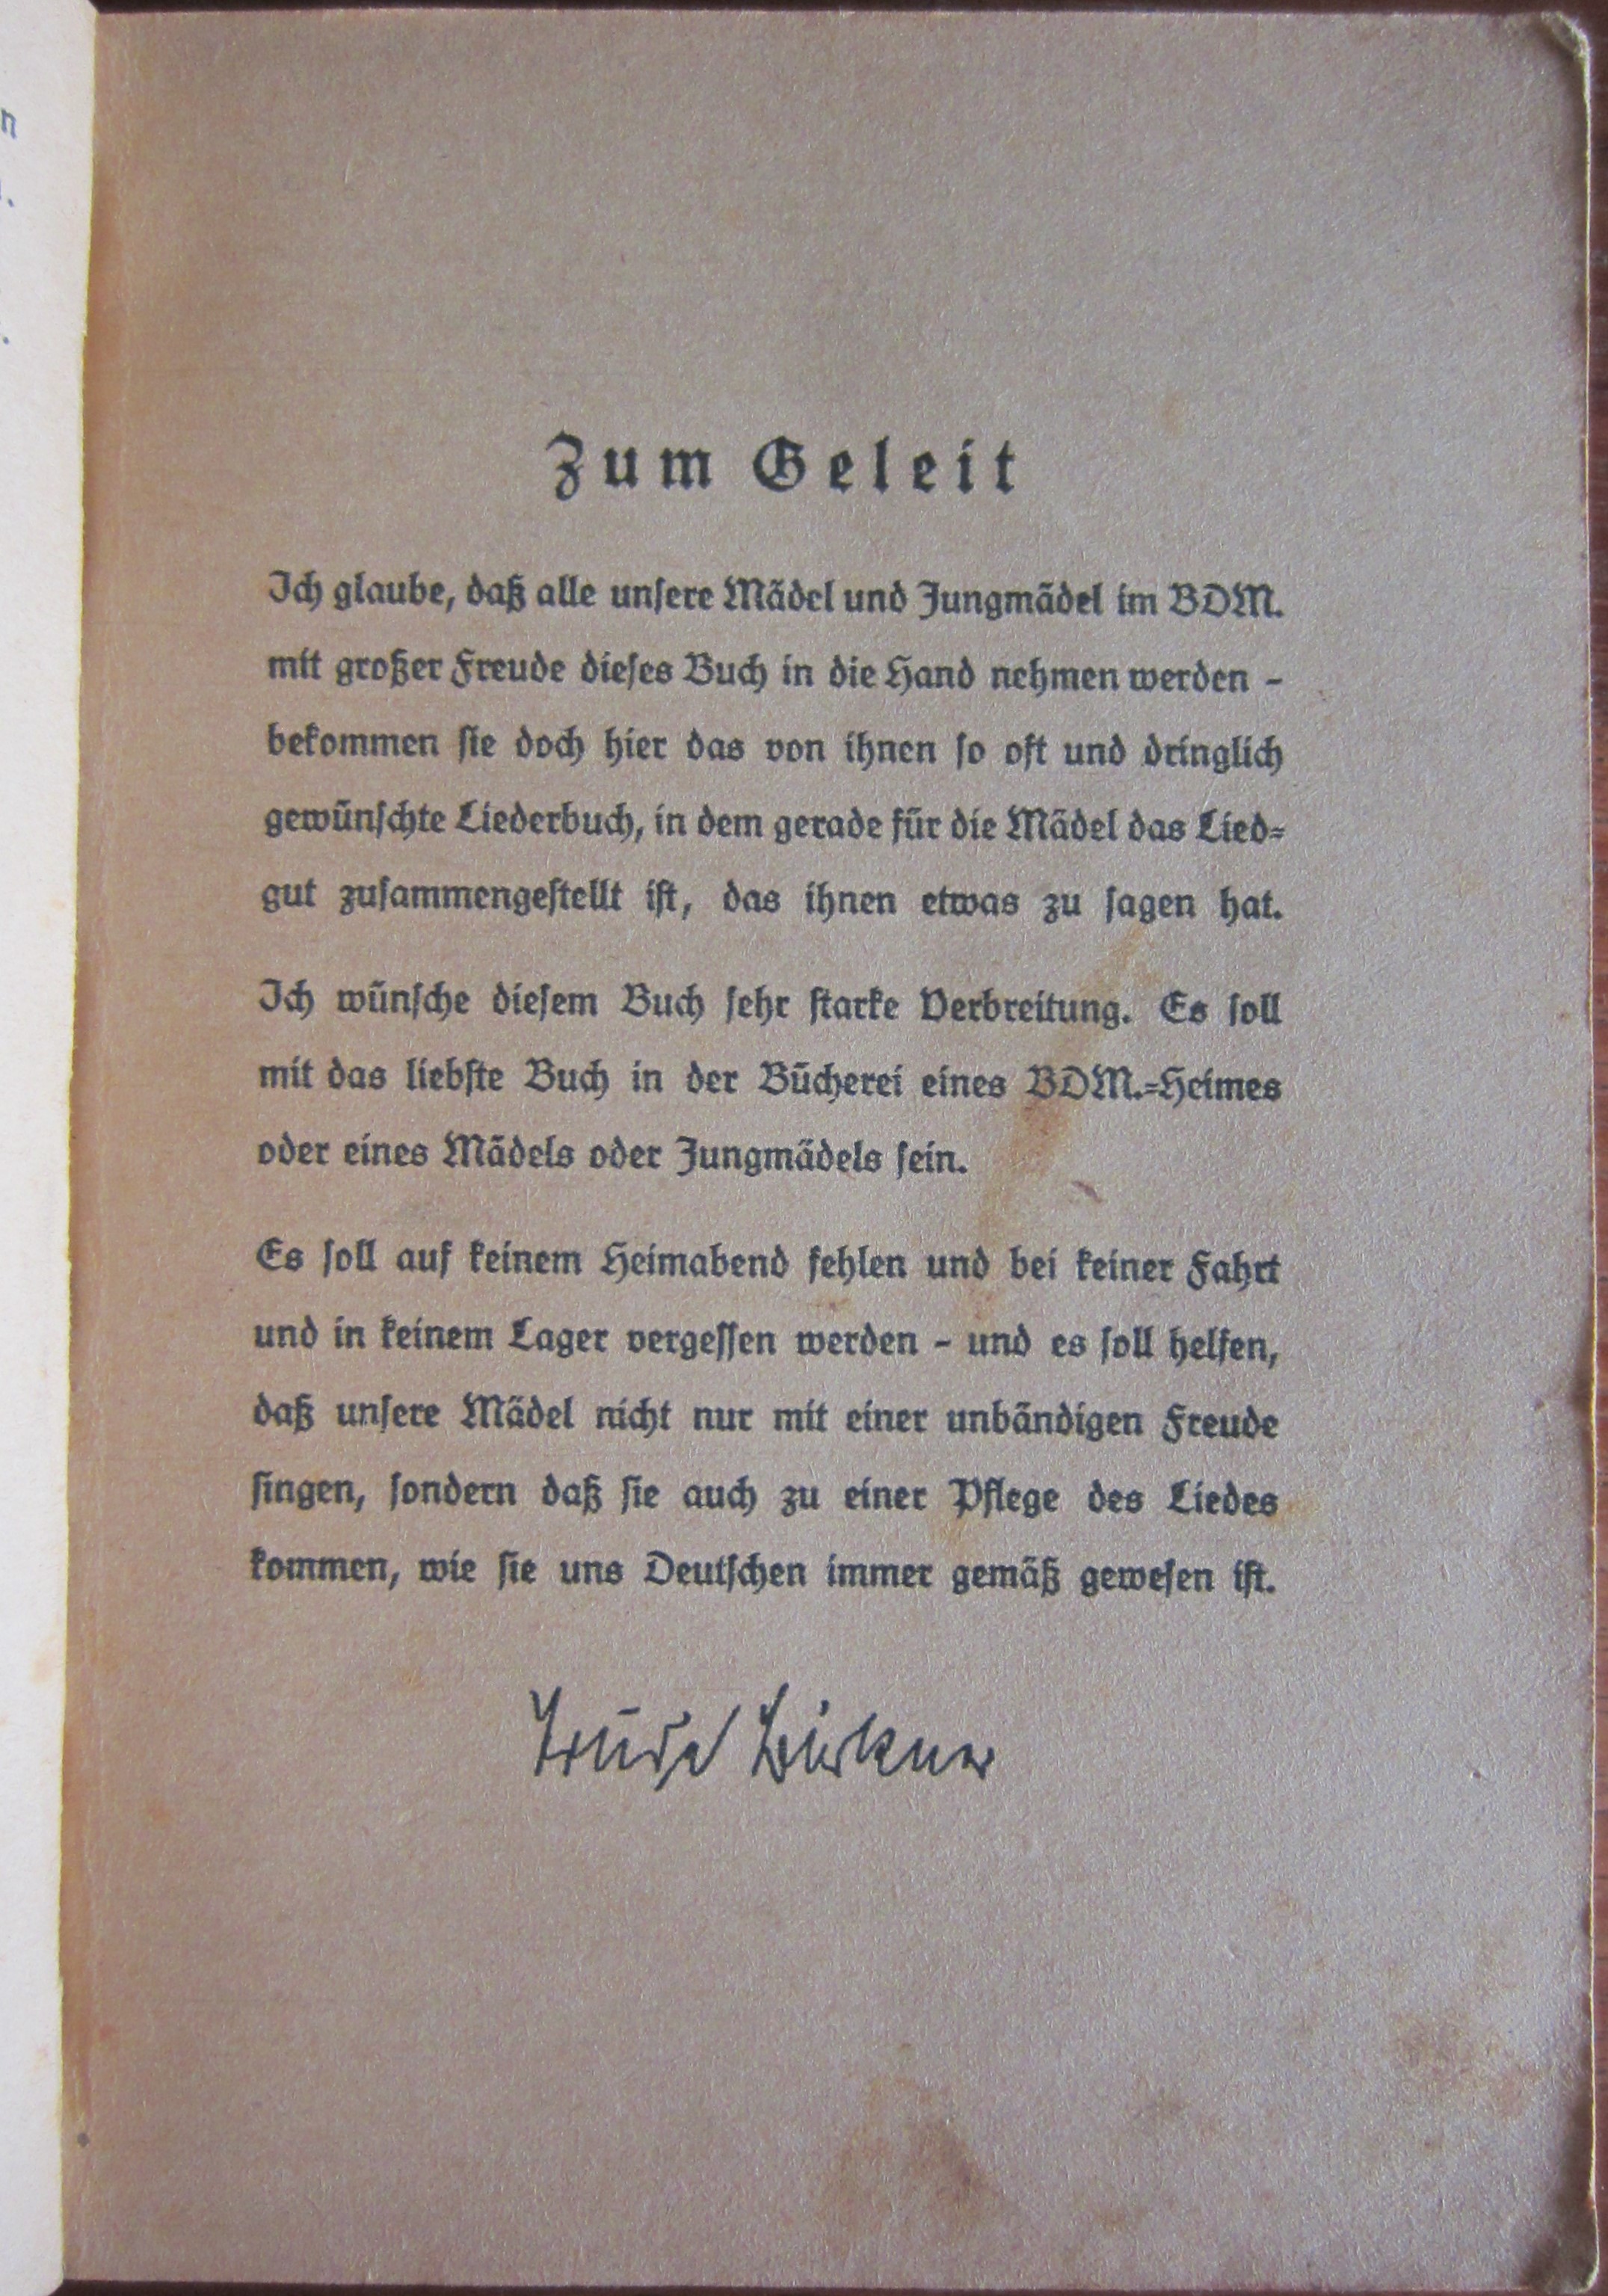 Zum Geleit
Ich glaube, daß alle unsere Mädel und Jungmädel im BDM.
mit großer Freude dieses Buch in die Hand nehmen werden –
bekommen sie doch hier das von ihnen so oft und dringlich
gewünschte Liederbuch, in dem gerade für die Mädel das Lied=
gut zusammengestellt ist, das ihnen etwas zu sagen hat.
Ich wünsche diesem Buch sehr starke Verbreitung. Es soll
mit das liebste Buch in der Bücherei eines BDM.=Heimes
oder eines Mädels oder Jungmädels sein.
Es soll auf keinem Heimabend fehlen und bei keiner Fahrt
und in keinem Lager vergessen werden – und es soll helfen,
daß unsere Mädel nicht nur mit einer unbändigen Freude
singen, sondern daß sie auch zu einer Pflege des Liedes
kommen, wie sie uns Deutschen immer gemäß gewesen ist.
Trude Bürkner